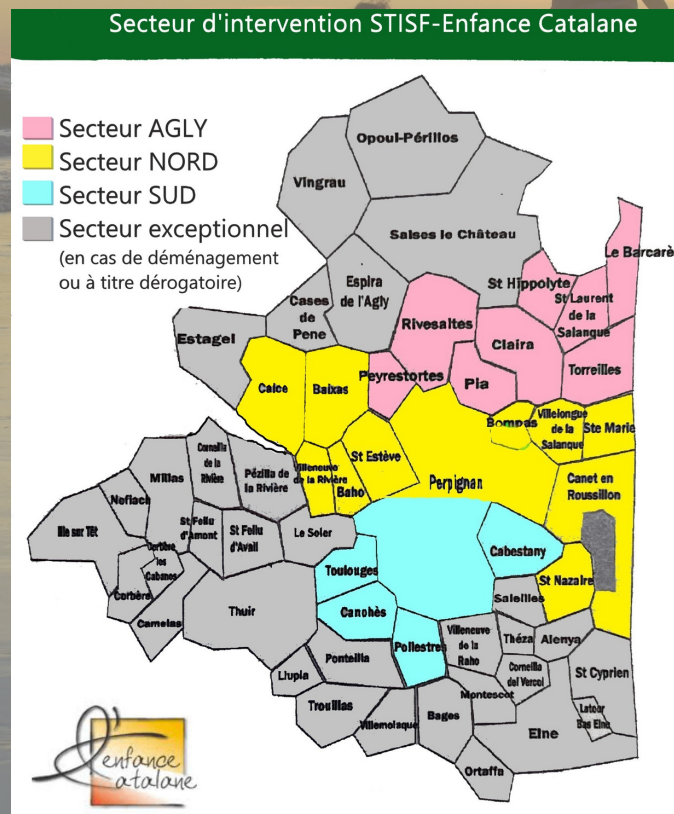 Secteur d'intervention STISF-Enfance Catalane
Secteur AGLY
Secteur NORD
Secteur SUD
Secteur exceptionnel
(en cas de déménagement
ou à titre dérogatoire)
Opoul-Périllos
Vingrau
Salses le Château
Le Barcarè
St Hippolyte
St Laurent
de la
Salanque
Espira
de l'Agly
Cases
de
Pene
Rivesaltes
Claira
Estagel
Torreilles
Peyrestortes
Pia
Calce
Baixas
Bompas
Villelongue
de la
Salanque
Ste Marie
St Estève
Perpignan
Canet en
Roussillon
Villeneuve
de la Rivière
Baho
Corneilla
de la
Rivière
Millas
Pézilla de
la Rivière
Nefiach
St Feliu
d'Amont
St Feliu
d'Avall
Le Soler
Ille sur Têt
Corbère
les
Cabanes
Cabestany
Toulouges
St Nazaire
Corbère
Saleilles
Camelas
Thuir
Canohès
Pollestres
Villeneuve
de la
Raho
Théza
Alenya
Ponteilla
Corneilla
del Vercol
St Cyprien
Llupia
Montescot
Trouillas
Villemolaque
Bages
Latour
Bas Elne
Elne
Ortaffa
L'enfance
Catalane